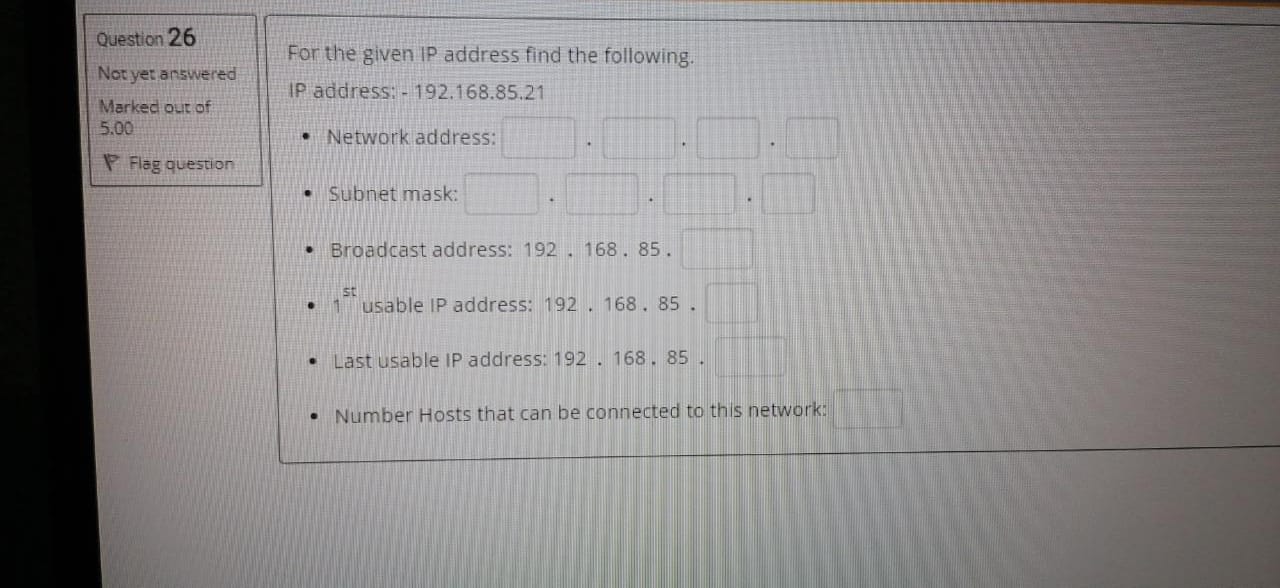 Question 26
Not yet answered
Marked out of
5.00
Flag question
For the given IP address find the following.
IP address: - 192.168.85.21
• Network address: . . .
• Subnet mask: . . .
• Broadcast address: 192 . 168 . 85 .
• 1st usable IP address: 192 . 168 . 85 .
• Last usable IP address: 192 . 168 . 85 .
• Number Hosts that can be connected to this network: